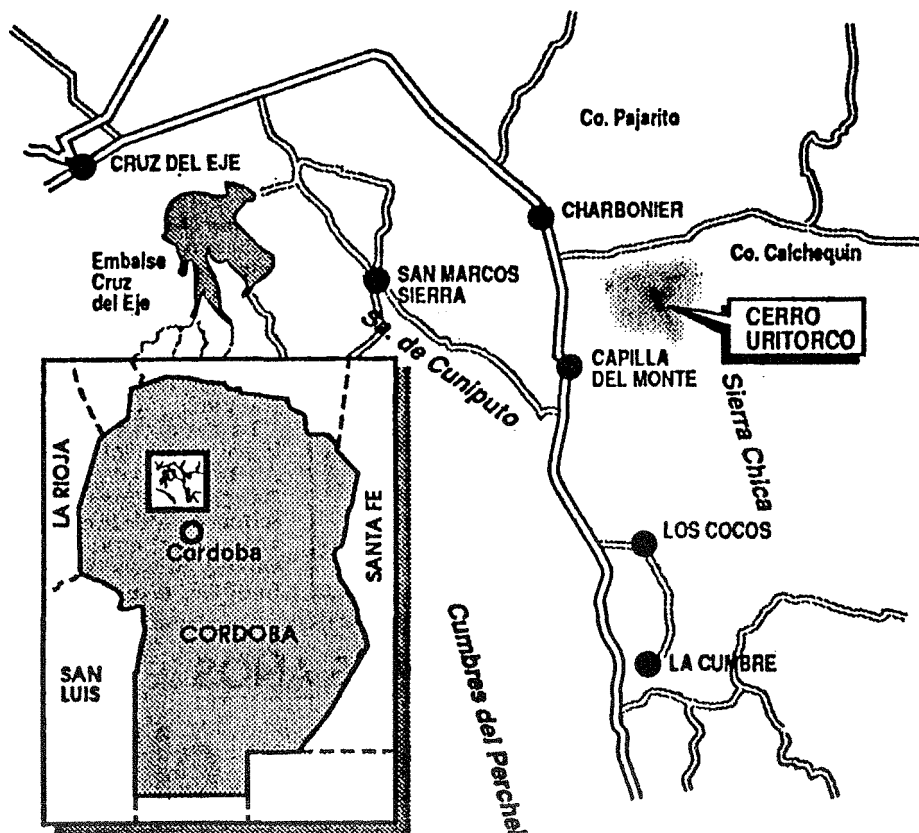 Co. Pajarito
CRUZ DEL EJE
CHARBONIER
Co. Calchequin
Embalse
Cruz
del Eje
SAN MARCOS
SIERRA
CERRO
URITORCO
Sa. de Cuniputo
CAPILLA
DEL MONTE
Sierra Chica
LA RIOJA
SANTA FE
Cordoba
LOS COCOS
CORDOBA
SAN
LUIS
LA CUMBRE
Cumbres del Perchel